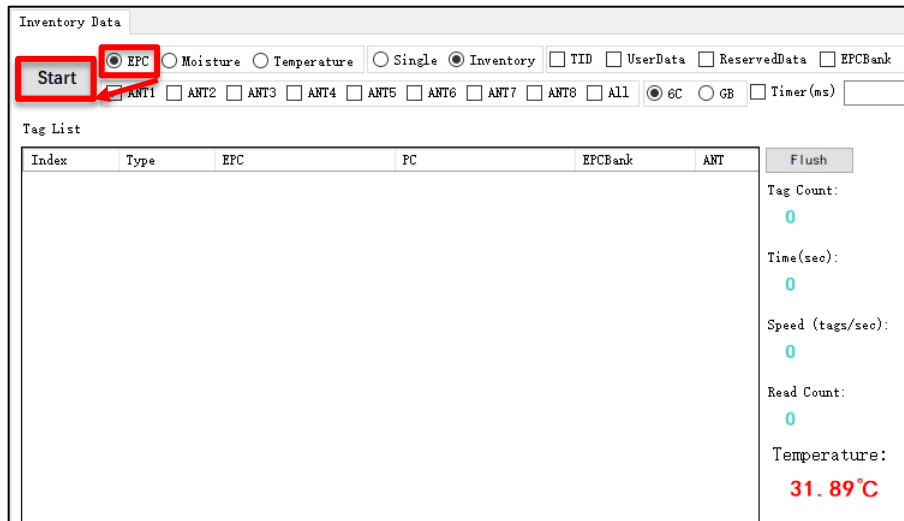 Inventory Data
Start
EPC Moisture Temperature Single Inventory TID UserData ReservedData EPCBank
ANT1 ANT2 ANT3 ANT4 ANT5 ANT6 ANT7 ANT8 All 6C GB Timer(ms)
Tag List
Index Type EPC PC EPCBank ANT
Flush
Tag Count:
0
Time(sec):
0
Speed (tags/sec):
0
Read Count:
0
Temperature:
31.89℃